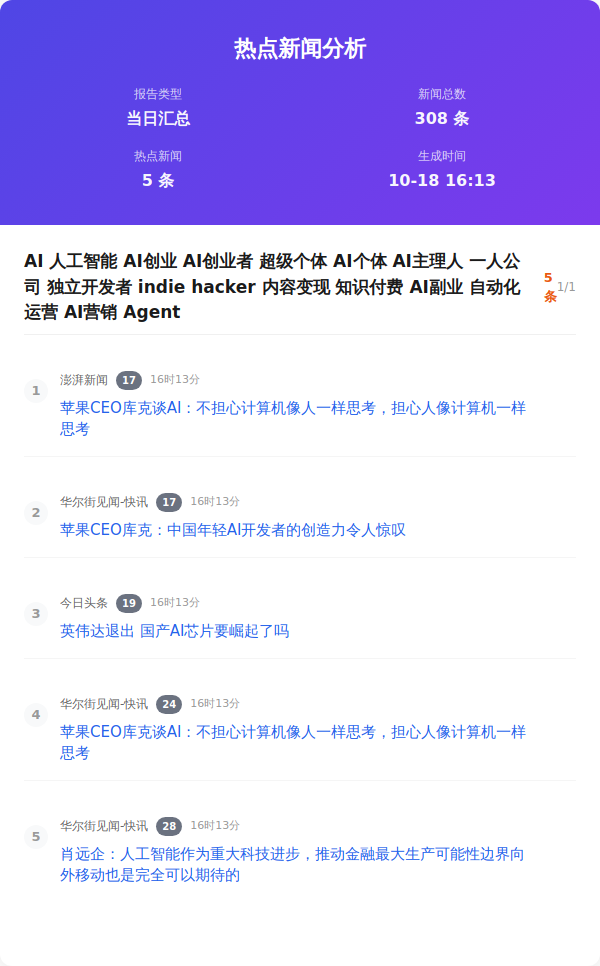 热点新闻分析
报告类型
当日汇总
新闻总数
308 条
热点新闻
5 条
生成时间
10-18 16:13
AI 人工智能 AI创业 AI创业者 超级个体 AI个体 AI主理人 一人公
司 独立开发者 indie hacker 内容变现 知识付费 AI副业 自动化
运营 AI营销 Agent
5
条
1/1
1
澎湃新闻 17 16时13分
苹果CEO库克谈AI：不担心计算机像人一样思考，担心人像计算机一样
思考
2
华尔街见闻-快讯 17 16时13分
苹果CEO库克：中国年轻AI开发者的创造力令人惊叹
3
今日头条 19 16时13分
英伟达退出 国产AI芯片要崛起了吗
4
华尔街见闻-快讯 24 16时13分
苹果CEO库克谈AI：不担心计算机像人一样思考，担心人像计算机一样
思考
5
华尔街见闻-快讯 28 16时13分
肖远企：人工智能作为重大科技进步，推动金融最大生产可能性边界向
外移动也是完全可以期待的